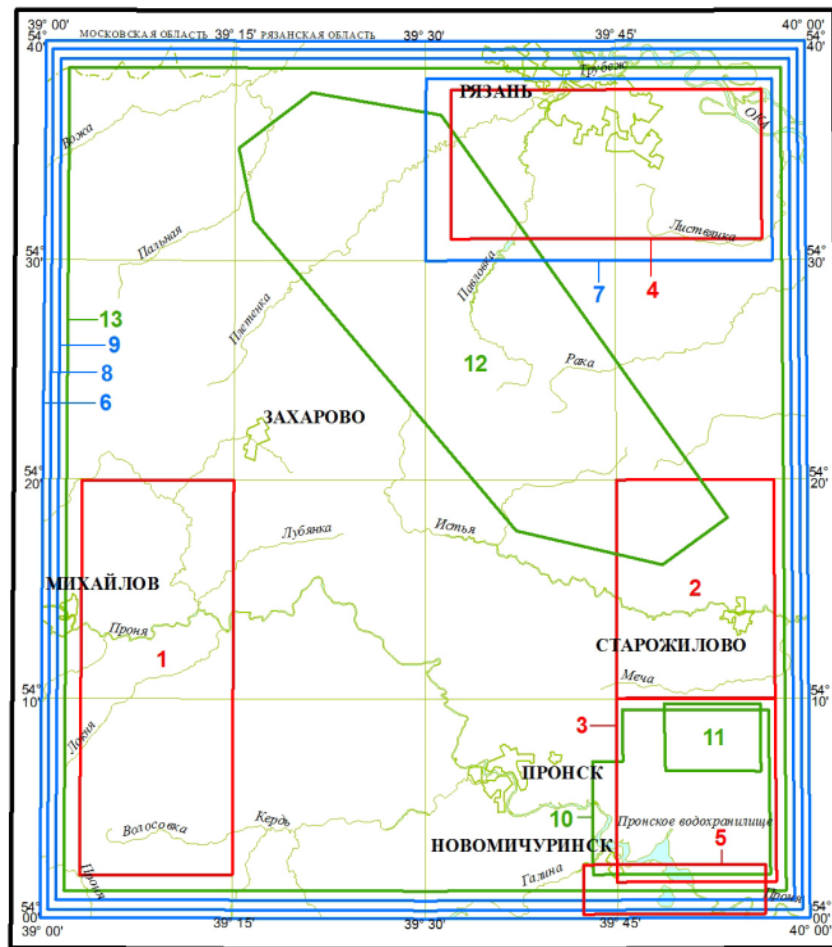 39° 00'
39° 15'
39° 30'
39° 45'
40° 00'
54° 40'
МОСКОВСКАЯ ОБЛАСТЬ
РЯЗАНСКАЯ ОБЛАСТЬ
54° 40'
Трубеж
РЯЗАНЬ
ОКА
Вожа
Листвянка
Пальная
54° 30'
54° 30'
Павловка
7
4
Плетенка
13
9
12
Рака
8
6
ЗАХАРОВО
54° 20'
54° 20'
Истья
Лубянка
МИХАЙЛОВ
2
Проня
СТАРОЖИЛОВО
1
Меча
54° 10'
54° 10'
3
11
Локня
ПРОНСК
10
Кердь
Волосовка
Пронское водохранилище
НОВОМИЧУРИНСК
5
Галина
Проня
Проня
54° 00'
54° 00'
39° 00'
39° 15'
39° 30'
39° 45'
40° 00'